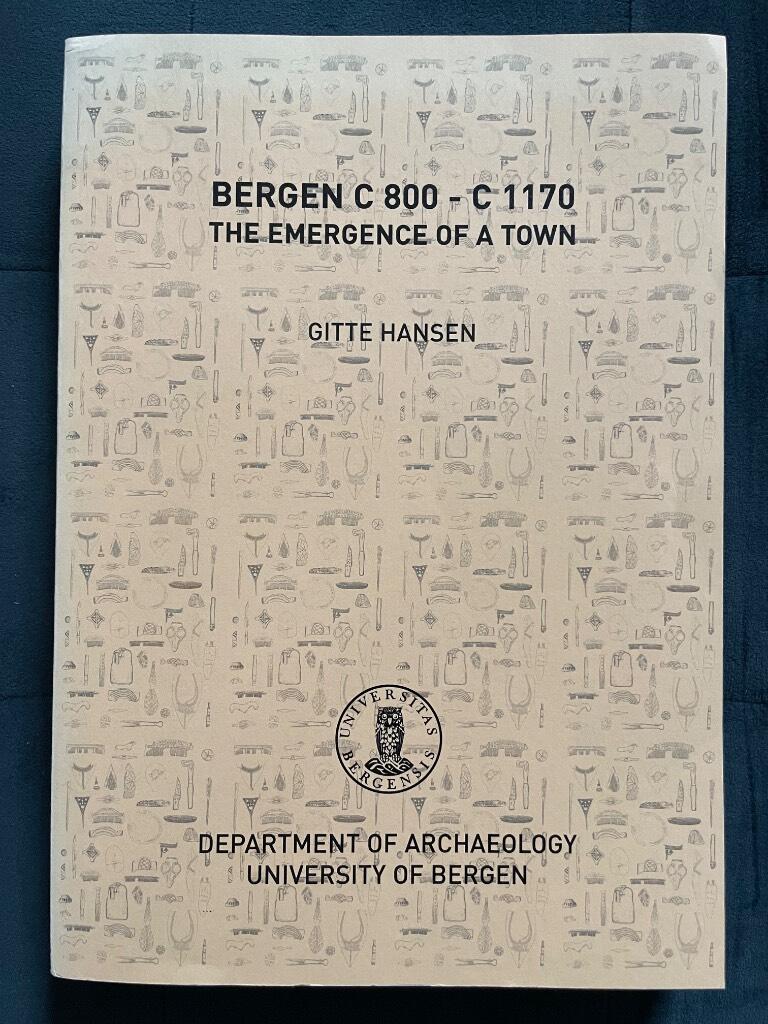 BERGEN C 800 - C 1170
THE EMERGENCE OF A TOWN
GITTE HANSEN
UNIVERSITAS
BERGENSIS
DEPARTMENT OF ARCHAEOLOGY
UNIVERSITY OF BERGEN